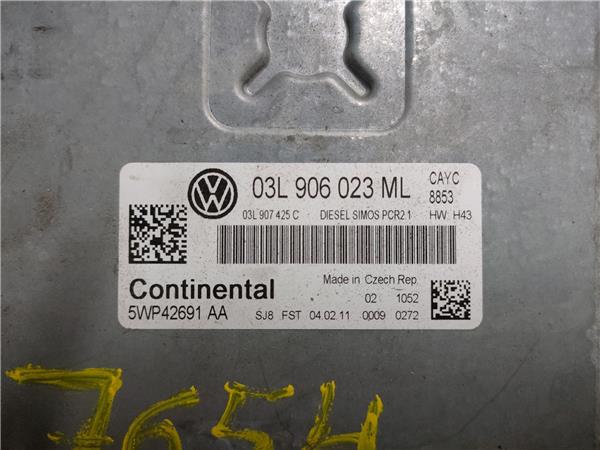 03L 906 023 ML CAYC 8853
03L 907 425 C DIESEL SIMOS PCR2.1 HW: H43
Continental
Made in Czech Rep.
02 1052
5WP42691 AA SJ8 FST 04.02.11 0009 0272
765H